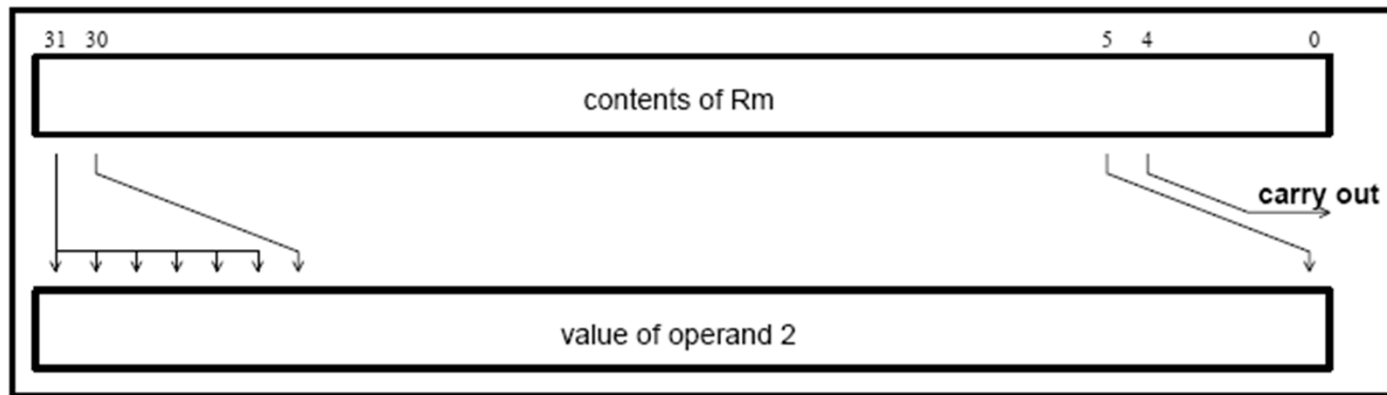 31 30 5 4 0
contents of Rm
carry out
value of operand 2